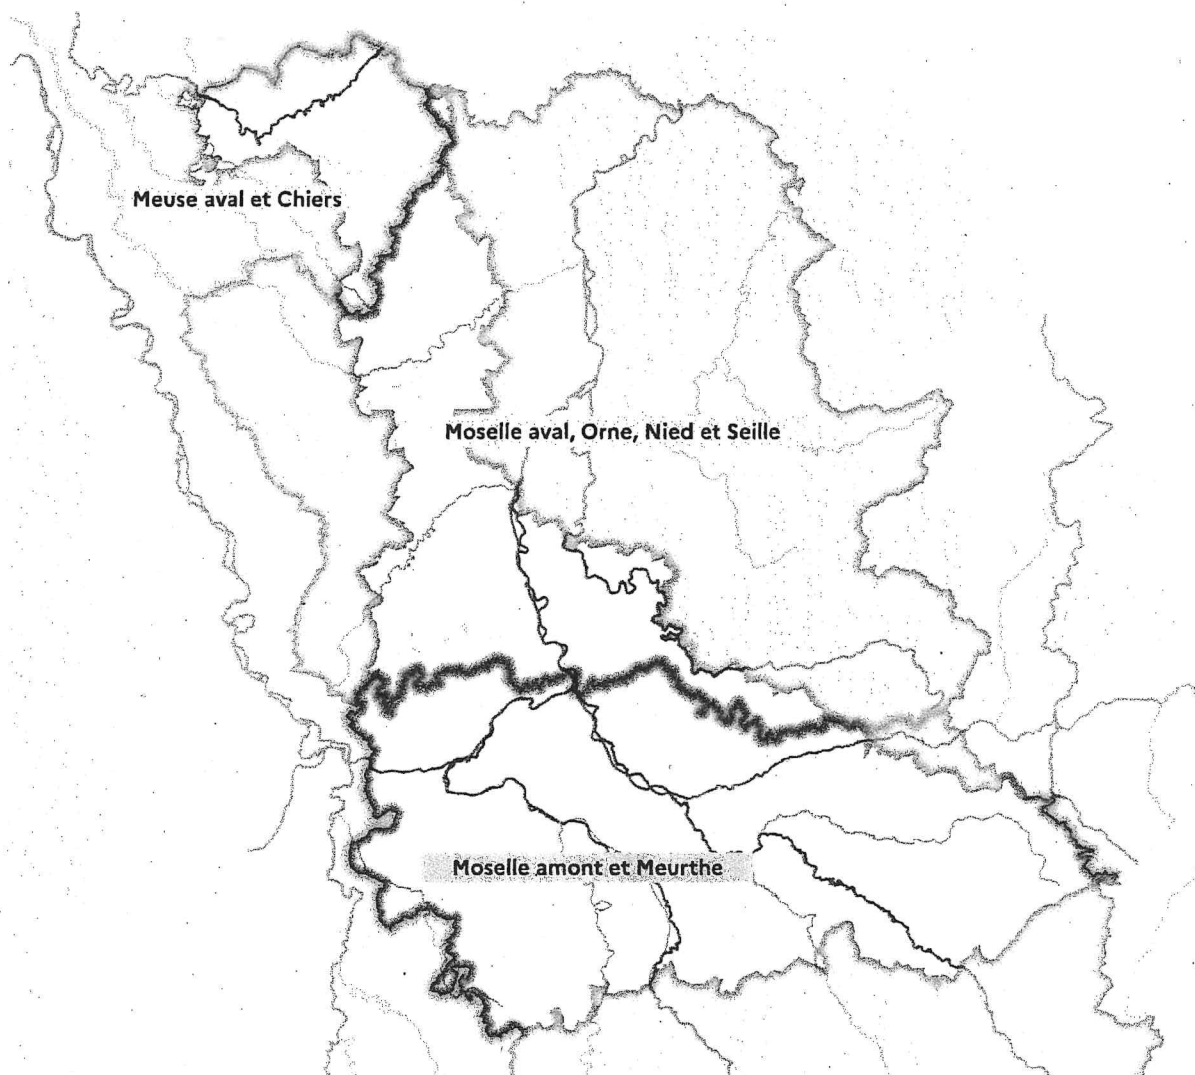 Meuse aval et Chiers
Moselle aval, Orne, Nied et Seille
Moselle amont et Meurthe